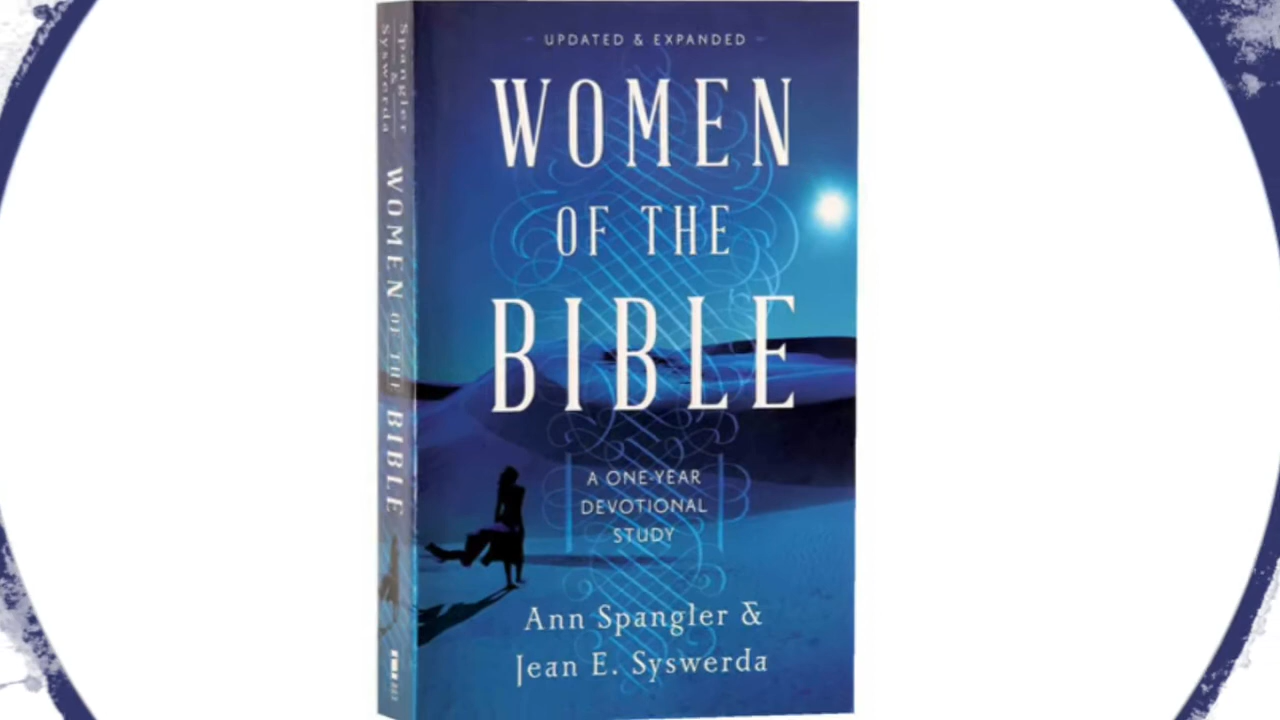 Spangler
&
Syswerda
WOMEN OF THE BIBLE
UPDATED & EXPANDED
WOMEN
OF THE
BIBLE
A ONE-YEAR
DEVOTIONAL
STUDY
Ann Spangler &
Jean E. Syswerda